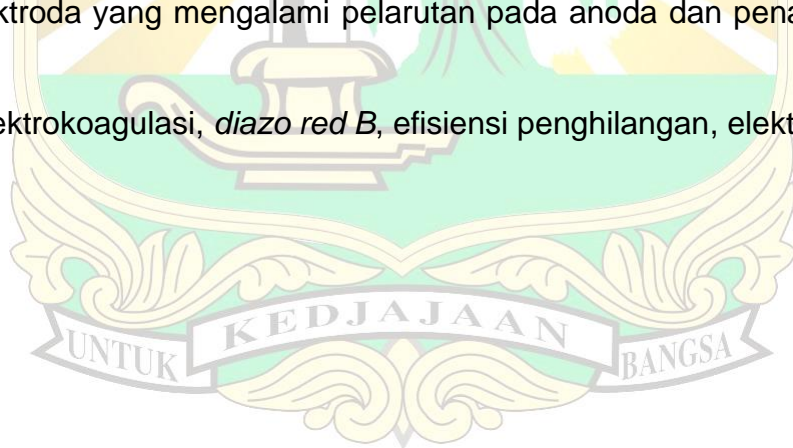 ektroda yang mengalami pelarutan pada anoda dan pena
ektrokoagulasi, diazo red B, efisiensi penghilangan, elekt
UNTUK KEDJAJAAN BANGSA